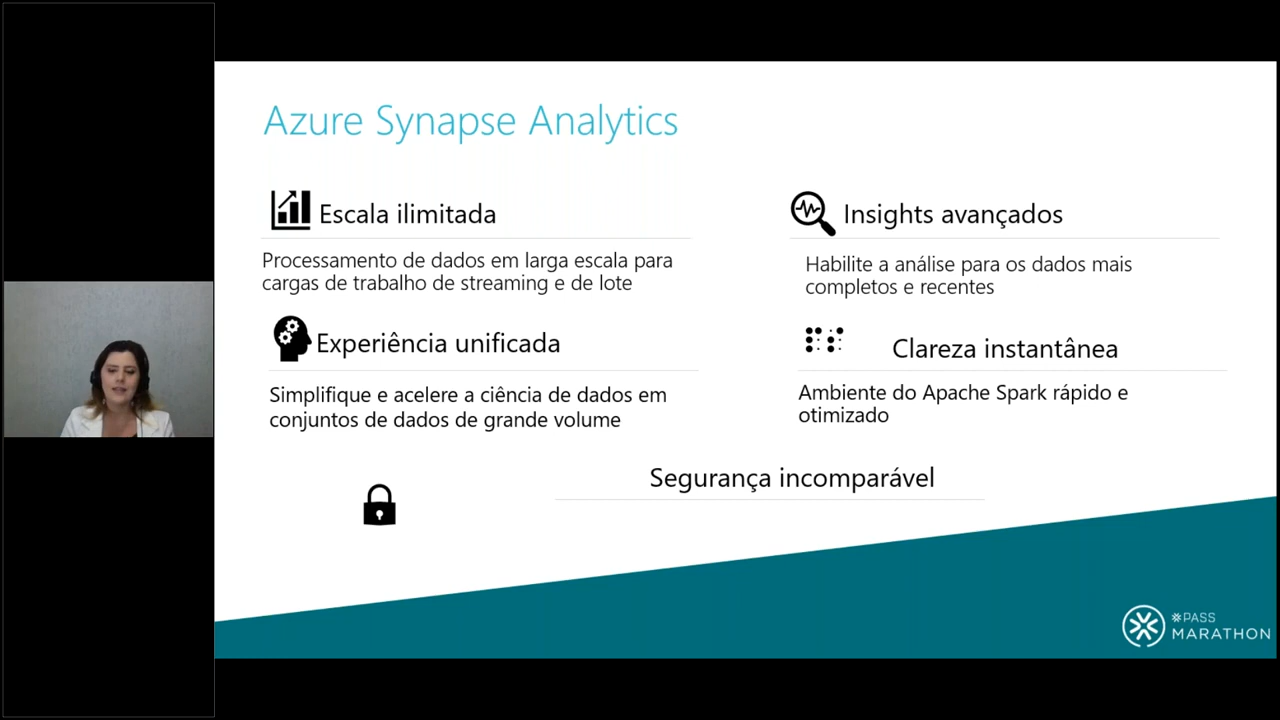 Azure Synapse Analytics
Escala ilimitada
Processamento de dados em larga escala para
cargas de trabalho de streaming e de lote
Insights avançados
Habilite a análise para os dados mais
completos e recentes
Experiência unificada
Simplifique e acelere a ciência de dados em
conjuntos de dados de grande volume
Clareza instantânea
Ambiente do Apache Spark rápido e
otimizado
Segurança incomparável
PASS
MARATHON